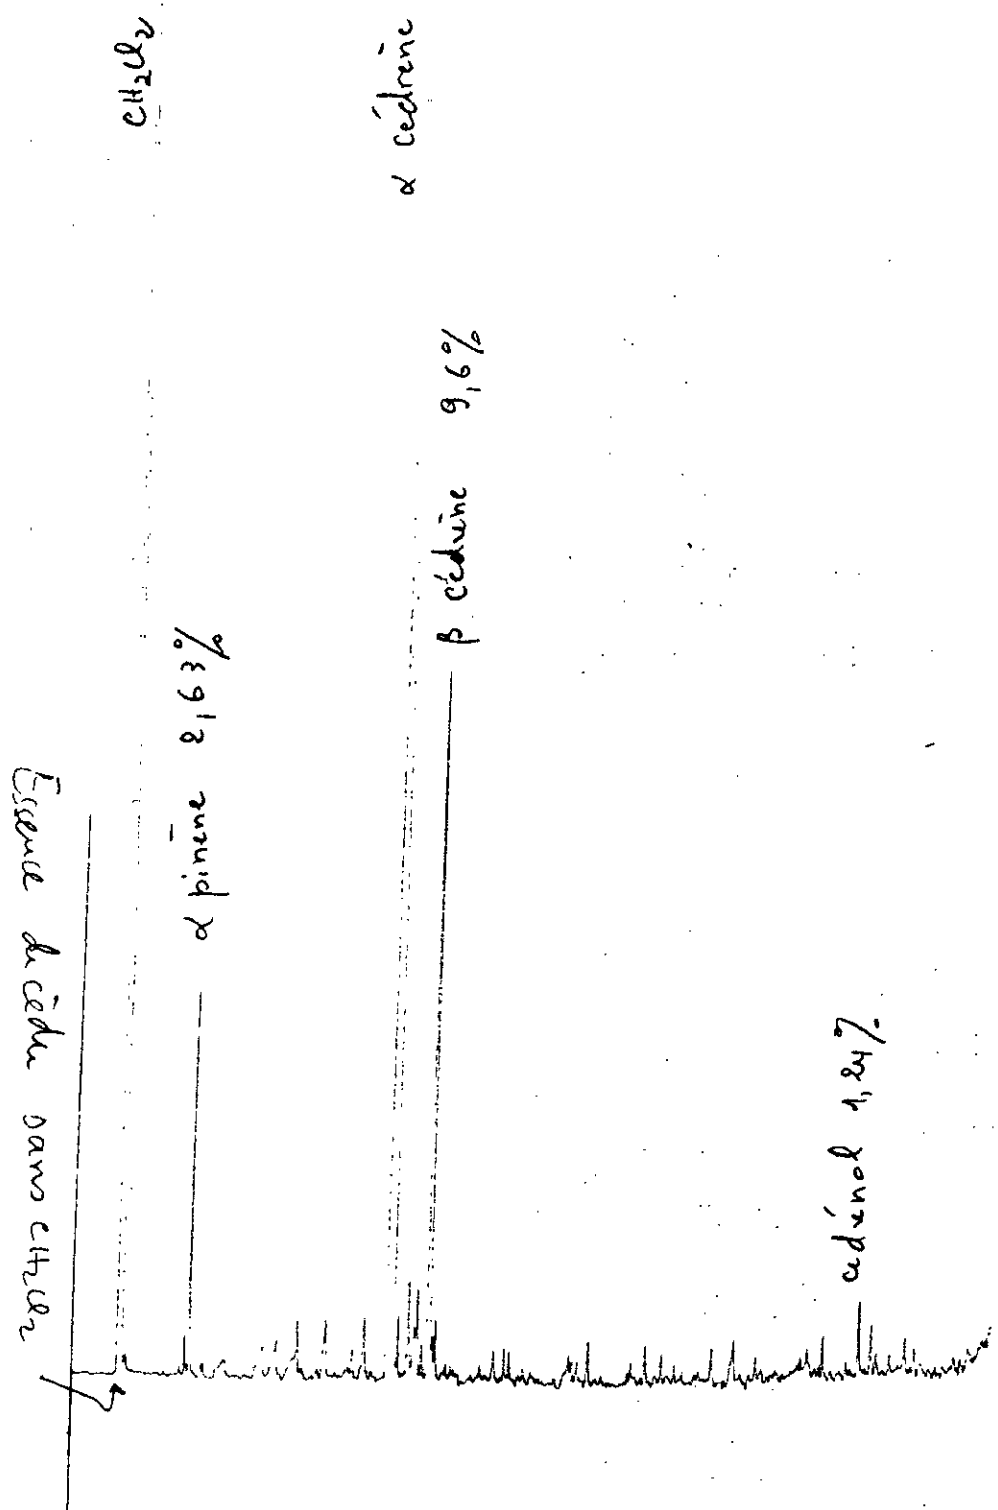 Essence de cèdre dans CH2Cl2
CH2Cl2
α pinène 2,63%
α cédrène
β cédrène 9,6%
cédrénol 1,24%